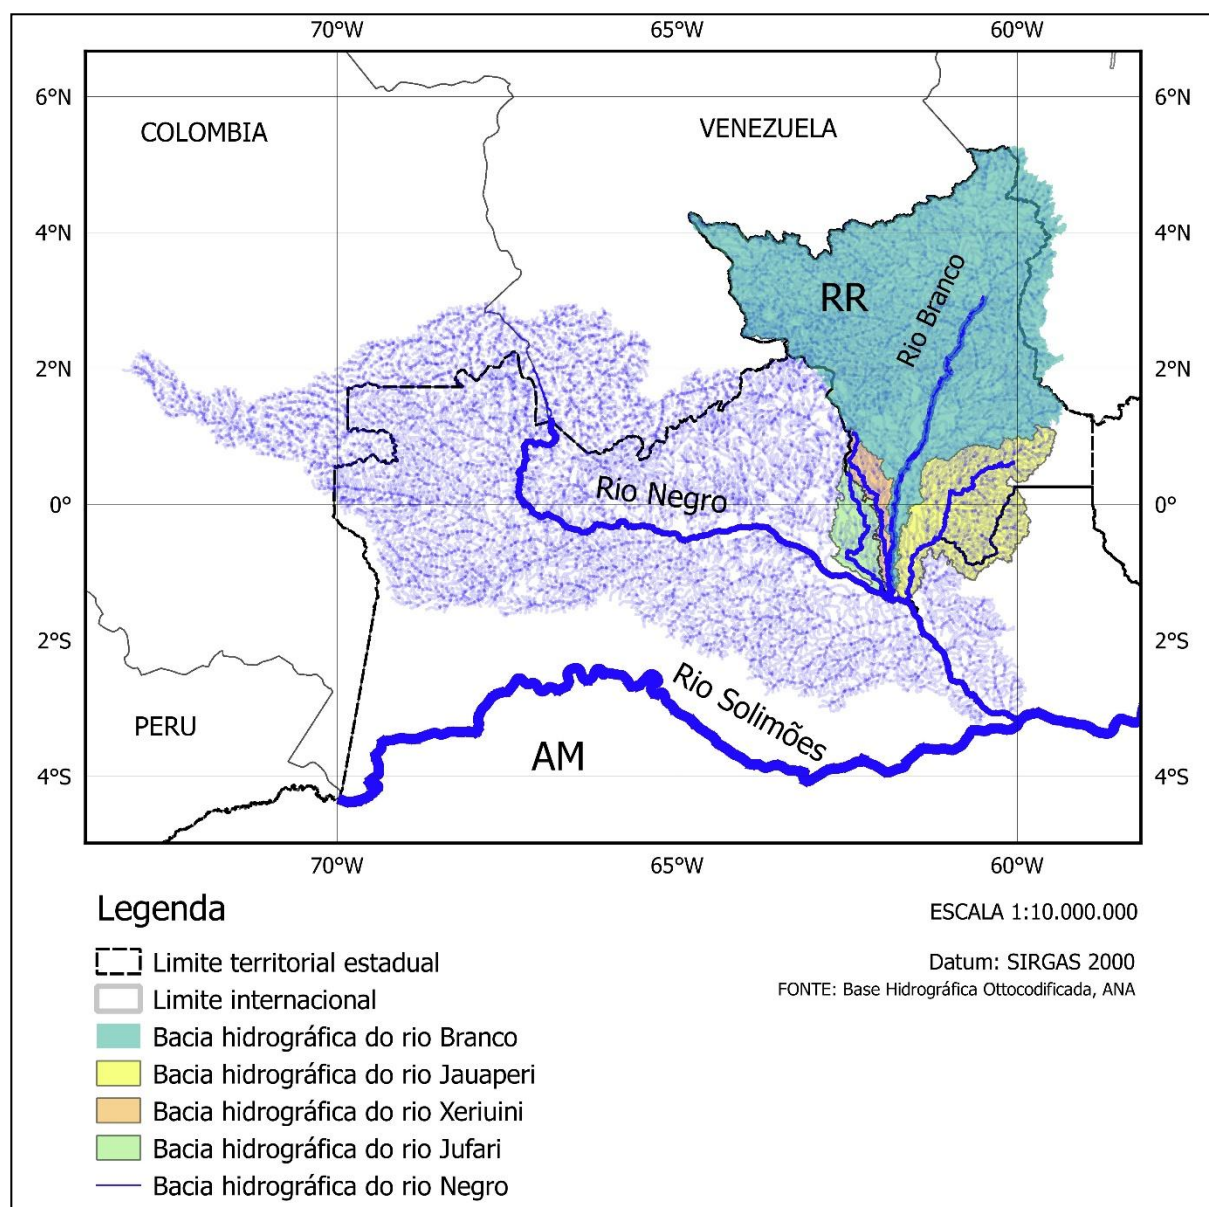 70°W 65°W 60°W
6°N 6°N
COLOMBIA VENEZUELA
4°N 4°N
RR
Rio Branco
2°N 2°N
Rio Negro
0° 0°
2°S 2°S
Rio Solimões
PERU
AM
4°S 4°S
70°W 65°W 60°W
Legenda
ESCALA 1:10.000.000
Limite territorial estadual
Datum: SIRGAS 2000
Limite internacional
FONTE: Base Hidrográfica Ottocodificada, ANA
Bacia hidrográfica do rio Branco
Bacia hidrográfica do rio Jauaperi
Bacia hidrográfica do rio Xeriuini
Bacia hidrográfica do rio Jufari
Bacia hidrográfica do rio Negro